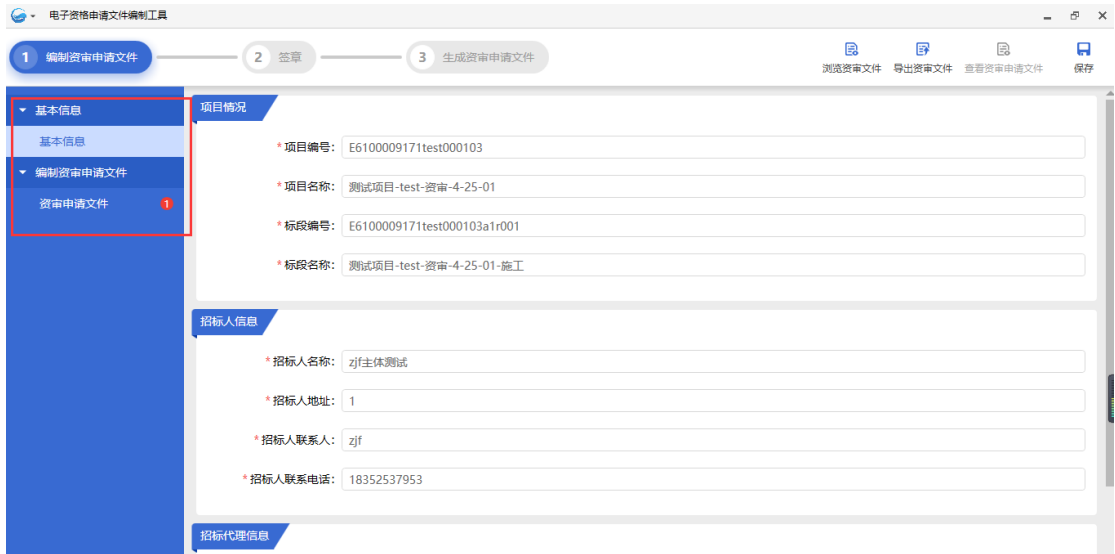 电子资格申请文件编制工具
1 编制资审申请文件 2 签章 3 生成资审申请文件
浏览资审文件 导出资审文件 查看资审申请文件 保存
基本信息
基本信息
编制资审申请文件
资审申请文件 1
项目情况
*项目编号: E6100009171test000103
*项目名称: 测试项目-test-资审-4-25-01
*标段编号: E6100009171test000103a1r001
*标段名称: 测试项目-test-资审-4-25-01-施工
招标人信息
*招标人名称: zjf主体测试
*招标人地址: 1
*招标人联系人: zjf
*招标人联系电话: 18352537953
招标代理信息